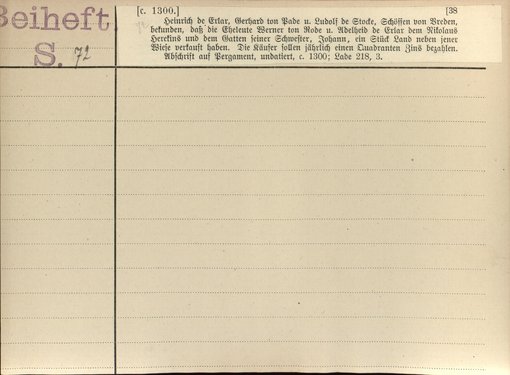 Beiheft
S. 72
[c. 1300.] [38
Heinrich de Erlar, Gerhard ton Pade u. Ludolf de Stocke, Schöffen von Vreden,
bekunden, daß die Eheleute Werner ton Rode u. Adelheid de Erlar dem Nikolaus
Herekins und dem Gatten seiner Schwester, Johann, ein Stück Land neben jener
Wiese verkauft haben. Die Käufer sollen jährlich einen Quadranten Zins bezahlen.
Abschrift auf Pergament, undatiert, c. 1300; Lade 218, 3.